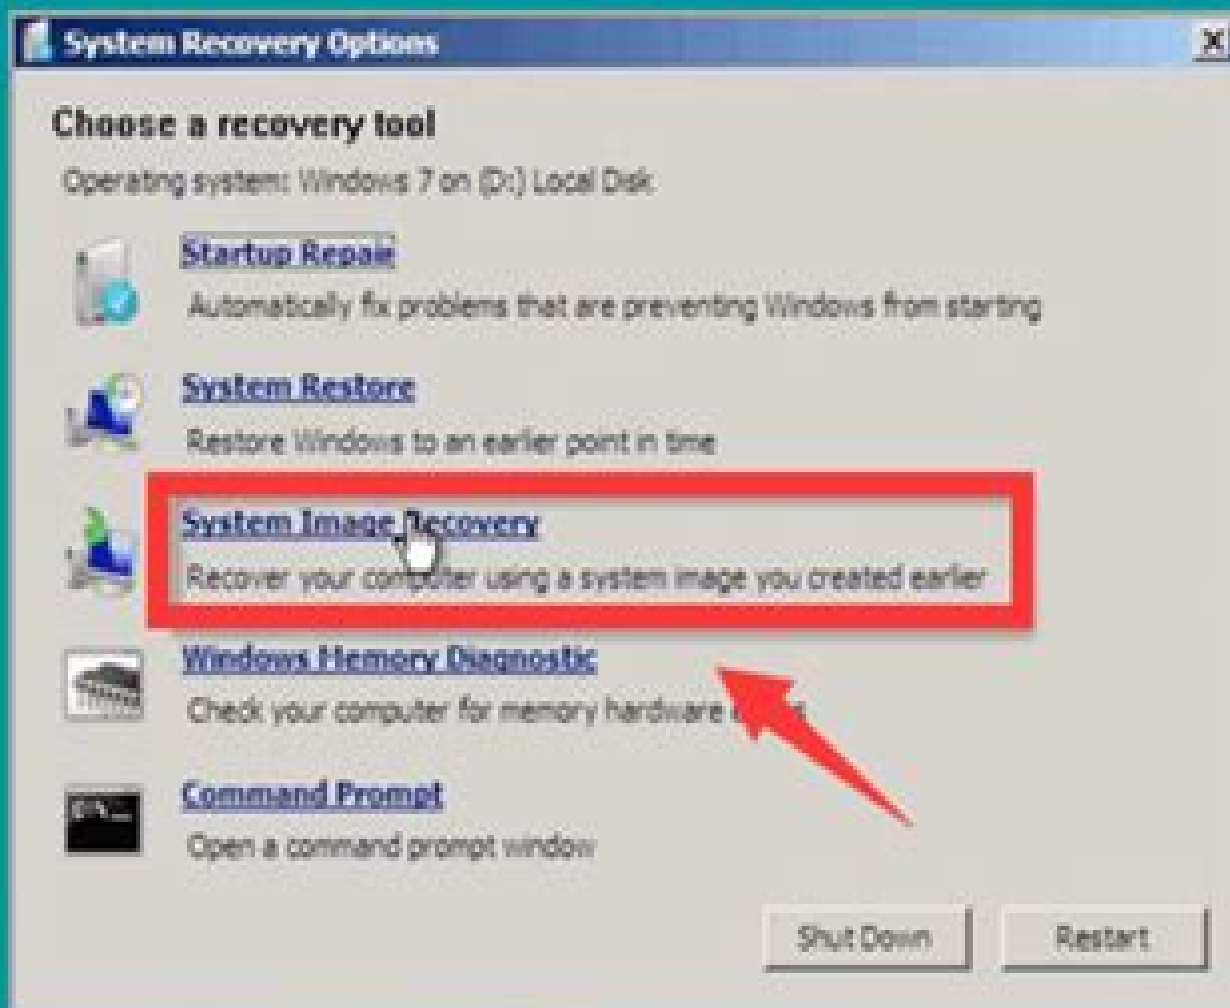 System Recovery Options
Choose a recovery tool
Operating system: Windows 7 on (D:) Local Disk
Startup Repair
Automatically fix problems that are preventing Windows from starting
System Restore
Restore Windows to an earlier point in time
System Image Recovery
Recover your computer using a system image you created earlier
Windows Memory Diagnostic
Check your computer for memory hardware
Command Prompt
Open a command prompt window
Shut Down
Restart